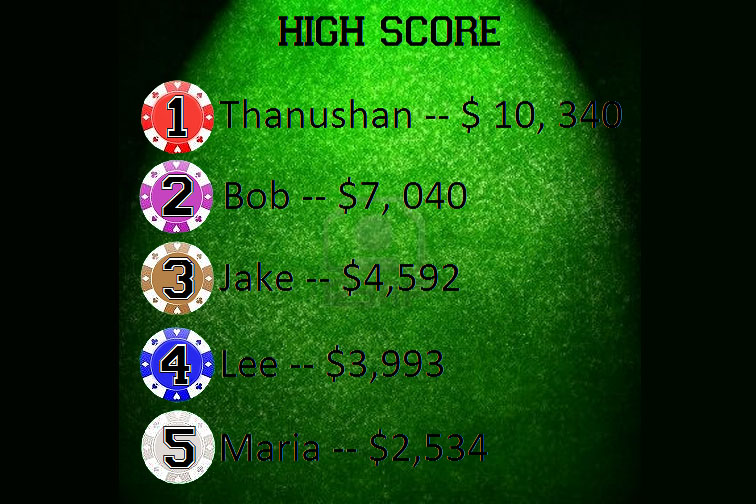 HIGH SCORE
1 Thanushan -- $ 10, 340
2 Bob -- $7, 040
3 Jake -- $4,592
4 Lee -- $3,993
5 Maria -- $2,534